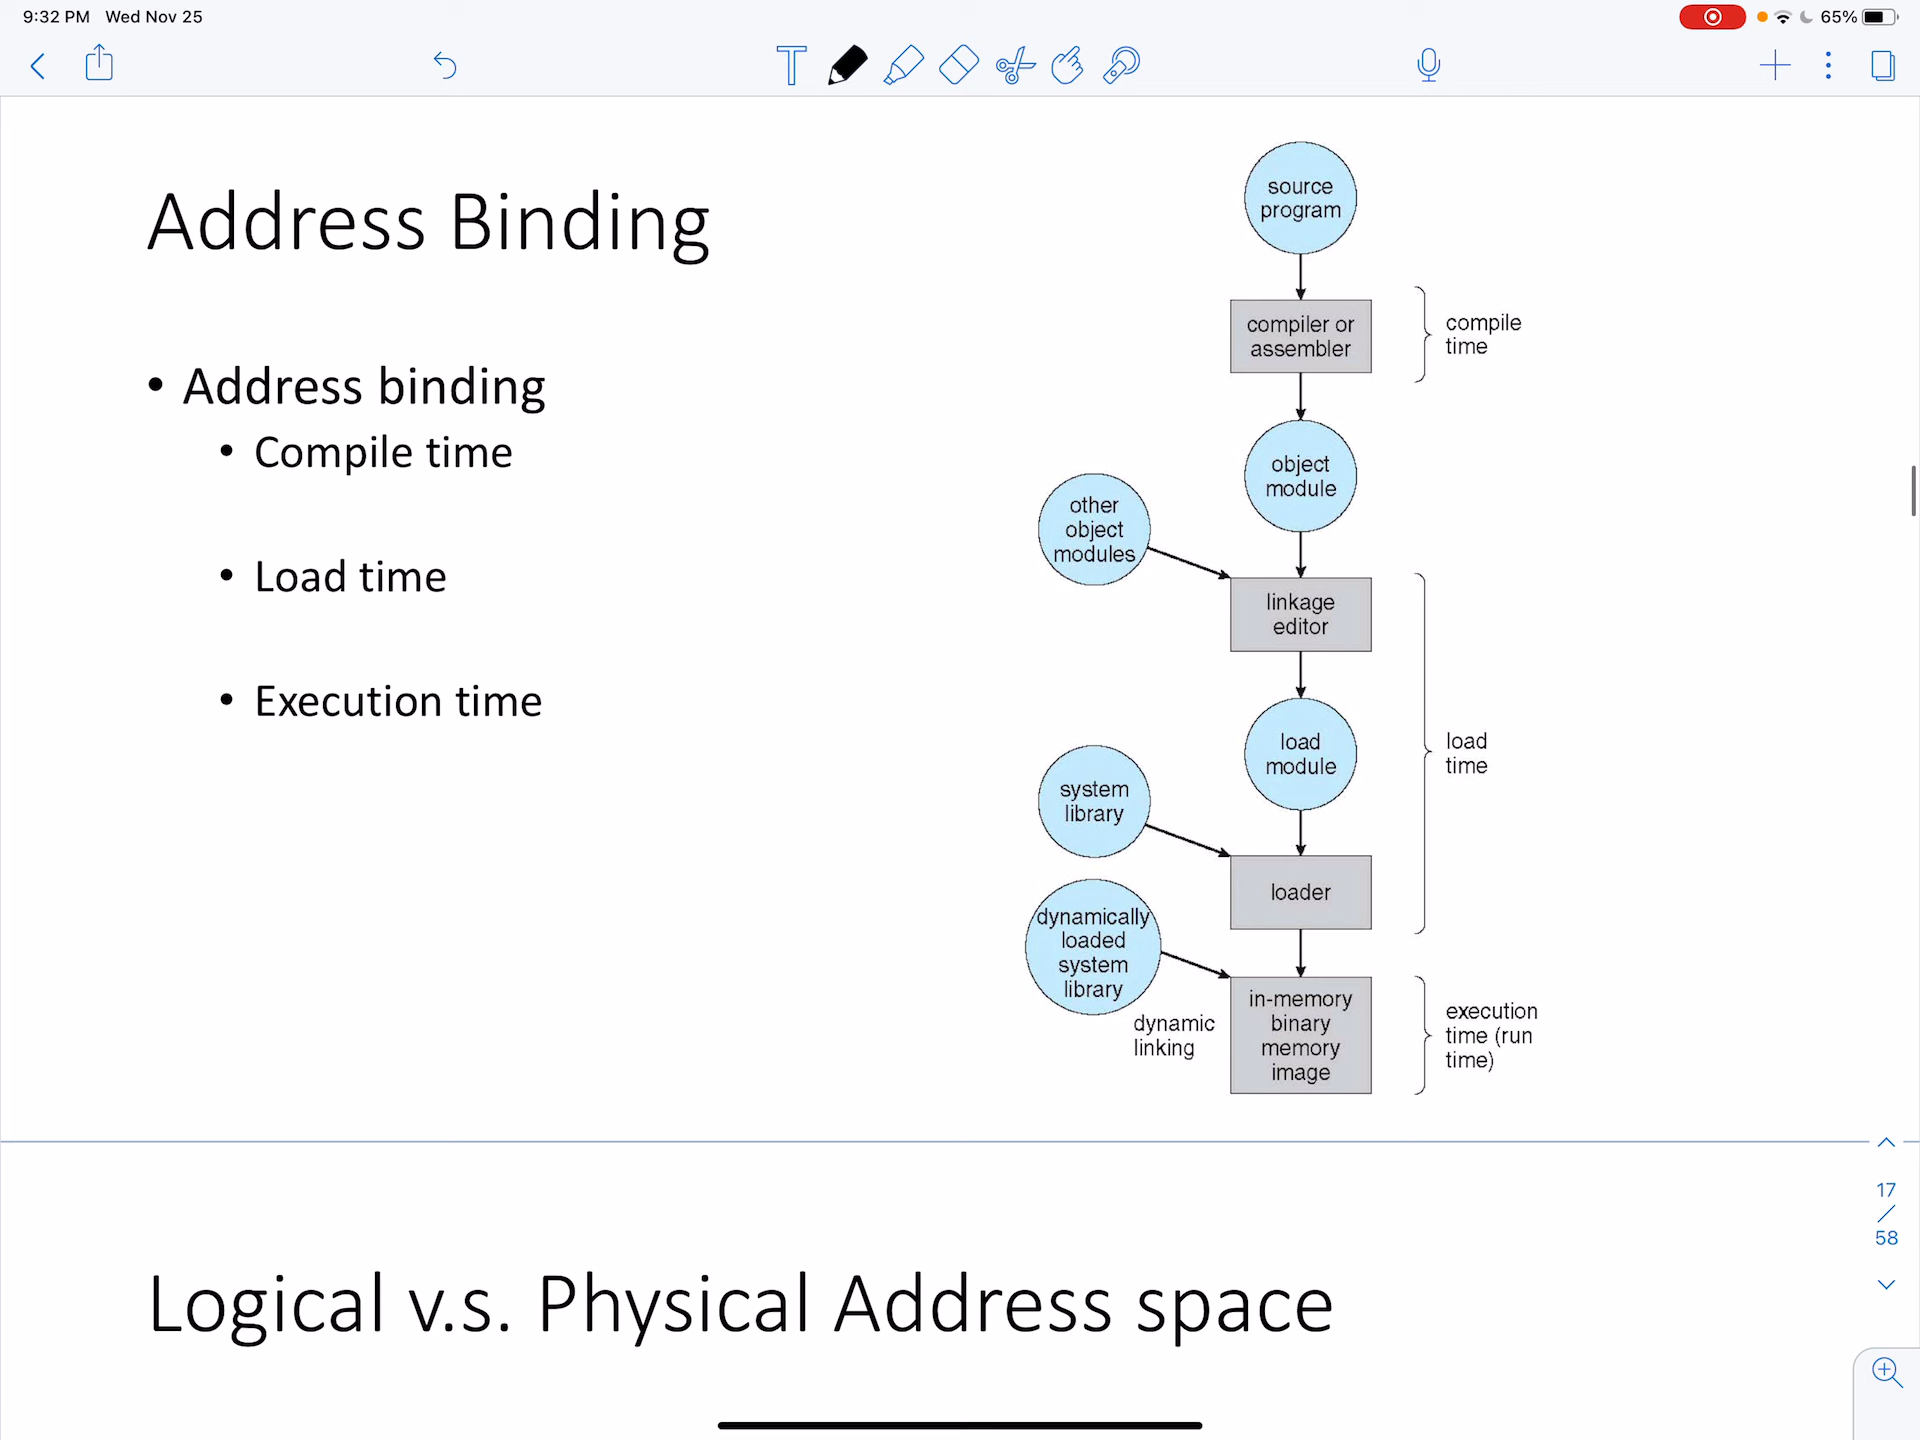 9:32 PM Wed Nov 25
65%
T
Address Binding
• Address binding
• Compile time
• Load time
• Execution time
source
program
compiler or
assembler
compile
time
object
module
other
object
modules
linkage
editor
load
module
load
time
system
library
loader
dynamically
loaded
system
library
dynamic
linking
in-memory
binary
memory
image
execution
time (run
time)
17
/
58
Logical v.s. Physical Address space